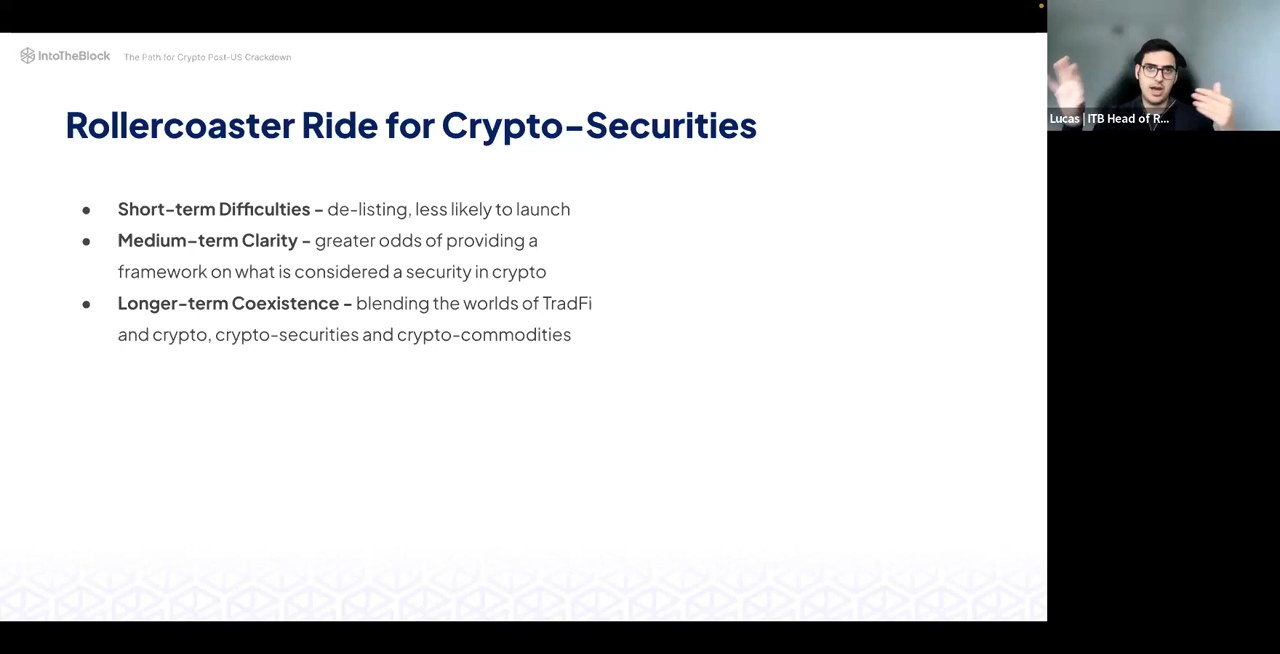 IntoTheBlock The Path for Crypto Post-US Crackdown
Rollercoaster Ride for Crypto-Securities
● Short-term Difficulties - de-listing, less likely to launch
● Medium-term Clarity - greater odds of providing a
framework on what is considered a security in crypto
● Longer-term Coexistence - blending the worlds of TradFi
and crypto, crypto-securities and crypto-commodities
Lucas | ITB Head of R...